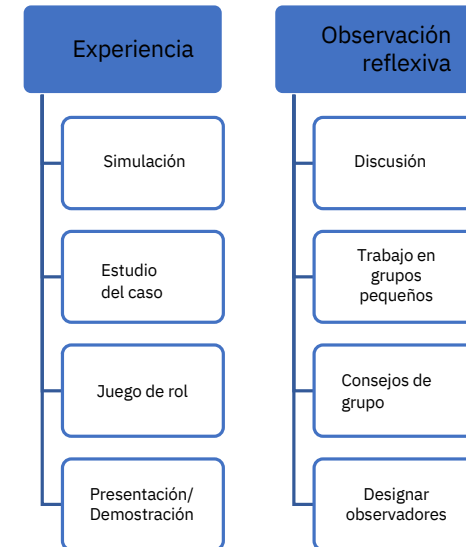 Experiencia
Simulación
Estudio
del caso
Juego de rol
Presentación/
Demostración
Observación
reflexiva
Discusión
Trabajo en
grupos
pequeños
Consejos de
grupo
Designar
observadores